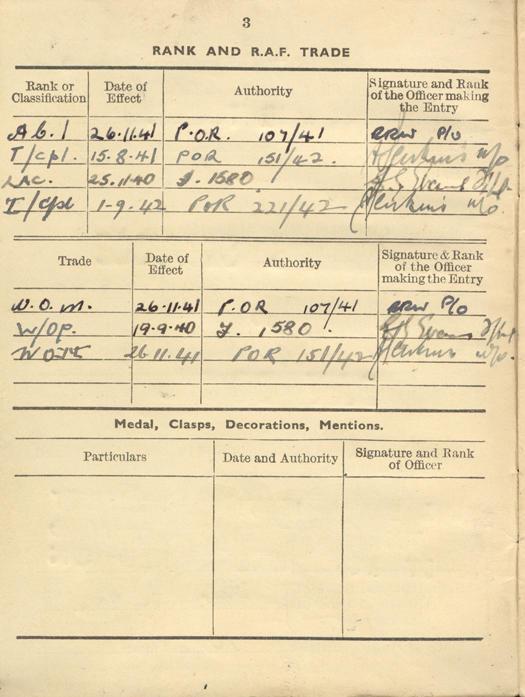 3
RANK AND R.A.F. TRADE
Rank or Classification Date of Effect Authority Signature and Rank of the Officer making the Entry
A.C.1 26.11.41 P.O.R. 107/41 P/O
T/Cpl. 15.8.41 POR 151/42.
LAC. 25.11.40 1580
T/Cpl 1-9.42 POR 221/42
Trade Date of Effect Authority Signature & Rank of the Officer making the Entry
W.O.M. 26.11.41 P.OR 107/41 P/O
W/OP. 19-9.40 1580.
26.11.41 POR 151/42
Medal, Clasps, Decorations, Mentions.
Particulars Date and Authority Signature and Rank of Officer